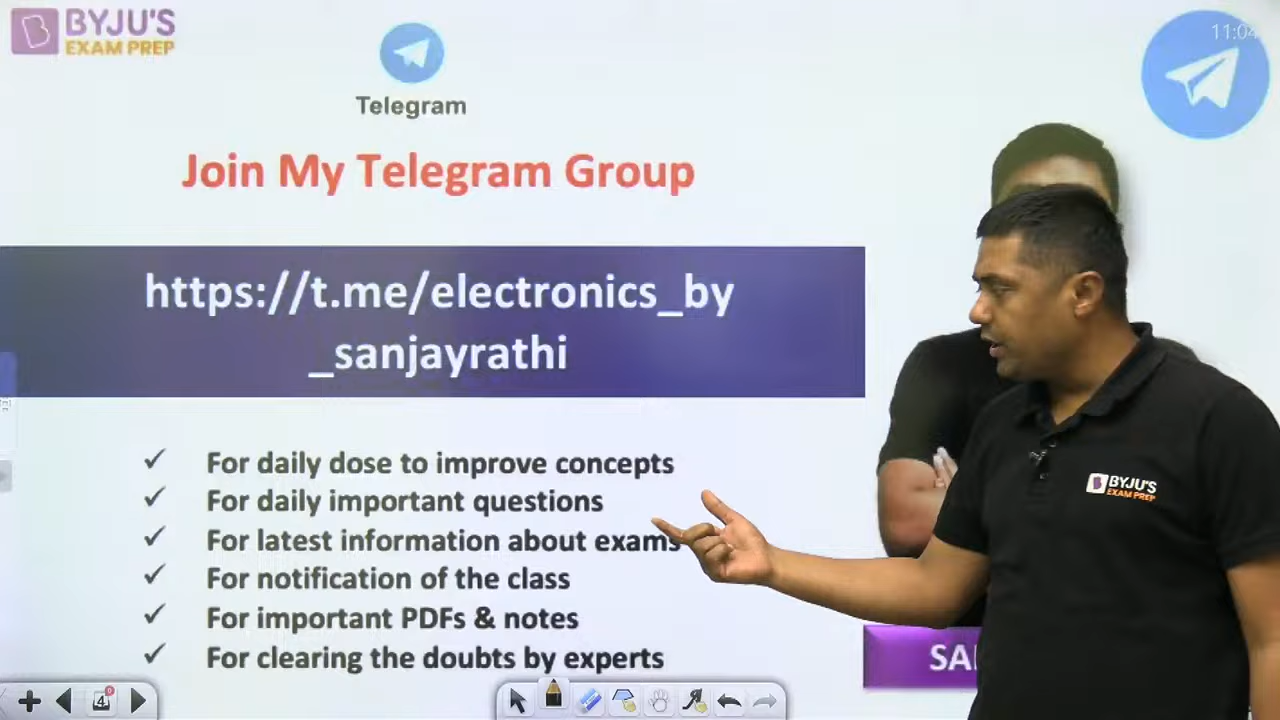 BYJU'S
EXAM PREP
11:04
Telegram
Join My Telegram Group
https://t.me/electronics_by
_sanjayrathi
✓ For daily dose to improve concepts
✓ For daily important questions
✓ For latest information about exams
✓ For notification of the class
✓ For important PDFs & notes
✓ For clearing the doubts by experts
BYJU'S
EXAM PREP
4